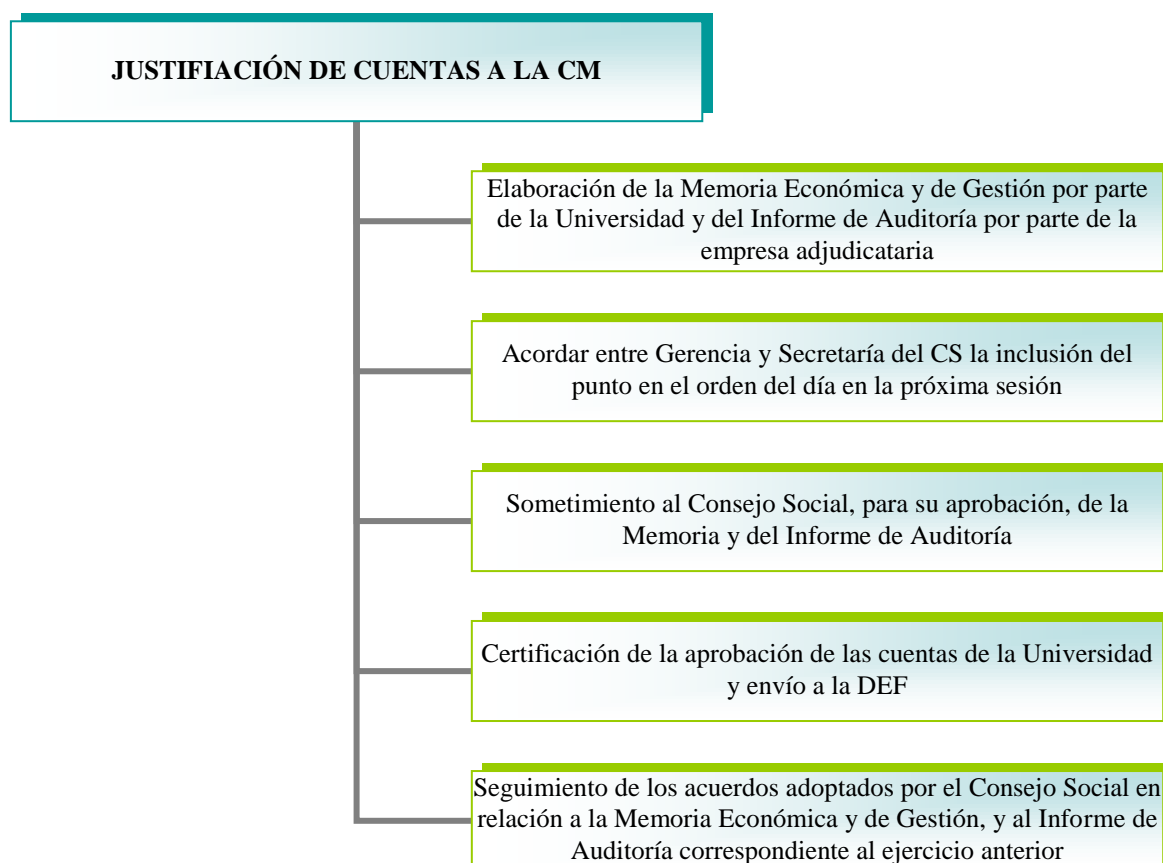 JUSTIFIACIÓN DE CUENTAS A LA CM
Elaboración de la Memoria Económica y de Gestión por parte
de la Universidad y del Informe de Auditoría por parte de la
empresa adjudicataria
Acordar entre Gerencia y Secretaría del CS la inclusión del
punto en el orden del día en la próxima sesión
Sometimiento al Consejo Social, para su aprobación, de la
Memoria y del Informe de Auditoría
Certificación de la aprobación de las cuentas de la Universidad
y envío a la DEF
Seguimiento de los acuerdos adoptados por el Consejo Social en
relación a la Memoria Económica y de Gestión, y al Informe de
Auditoría correspondiente al ejercicio anterior